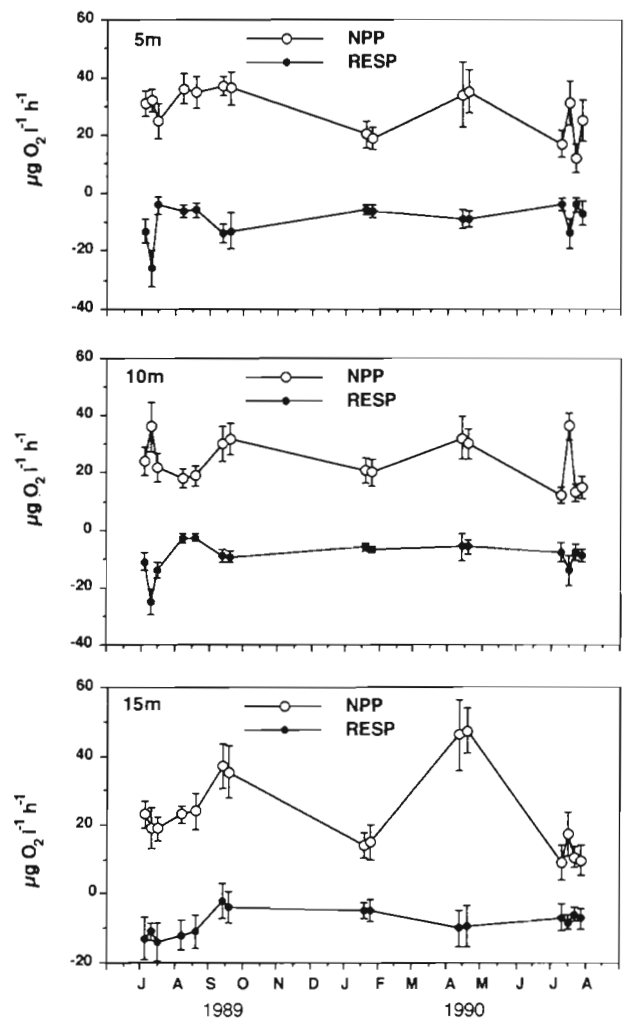 60
40
20
0
-20
-40
µg O2 l-1 h-1
5m
NPP
RESP
60
40
20
0
-20
-40
µg O2 l-1 h-1
10m
NPP
RESP
60
40
20
0
-20
µg O2 l-1 h-1
15m
NPP
RESP
J A S O N D J F M A M J J A
1989 1990